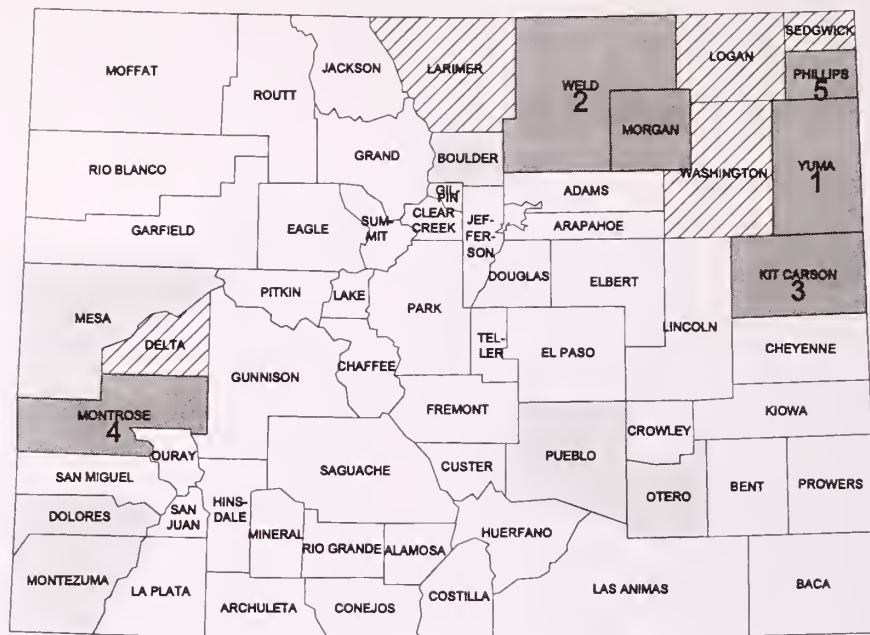 MOFFAT
ROUTT
JACKSON
LARIMER
WELD
2
LOGAN
SEDGWICK
PHILLIPS
5
MORGAN
RIO BLANCO
GRAND
BOULDER
WASHINGTON
YUMA
1
GIL-
PIN
ADAMS
GARFIELD
EAGLE
SUM-
MIT
CLEAR
CREEK
JEF-
FER-
SON
ARAPAHOE
DOUGLAS
ELBERT
KIT CARSON
3
MESA
PITKIN
LAKE
PARK
LINCOLN
DELTA
GUNNISON
CHAFFEE
TEL-
LER
EL PASO
CHEYENNE
MONTROSE
4
FREMONT
KIOWA
OURAY
CROWLEY
SAN MIGUEL
SAGUACHE
CUSTER
PUEBLO
OTERO
BENT
PROWERS
DOLORES
SAN
JUAN
HINS-
DALE
MINERAL
RIO GRANDE
ALAMOSA
HUERFANO
MONTEZUMA
LA PLATA
ARCHULETA
CONEJOS
COSTILLA
LAS ANIMAS
BACA